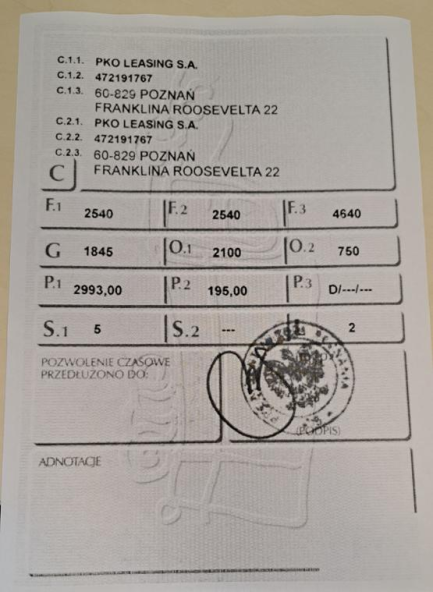 C.1.1. PKO LEASING S.A.
C.1.2. 472191767
C.1.3. 60-829 POZNAŃ
FRANKLINA ROOSEVELTA 22
C.2.1. PKO LEASING S.A.
C.2.2. 472191767
C.2.3. 60-829 POZNAŃ
C FRANKLINA ROOSEVELTA 22
F.1 2540 F.2 2540 F.3 4640
G 1845 O.1 2100 O.2 750
P.1 2993,00 P.2 195,00 P.3 D/---/---
S.1 5 S.2 --- 2
POZWOLENIE CZASOWE
PRZEDŁUŻONO DO:
(PODPIS)
ADNOTACJE